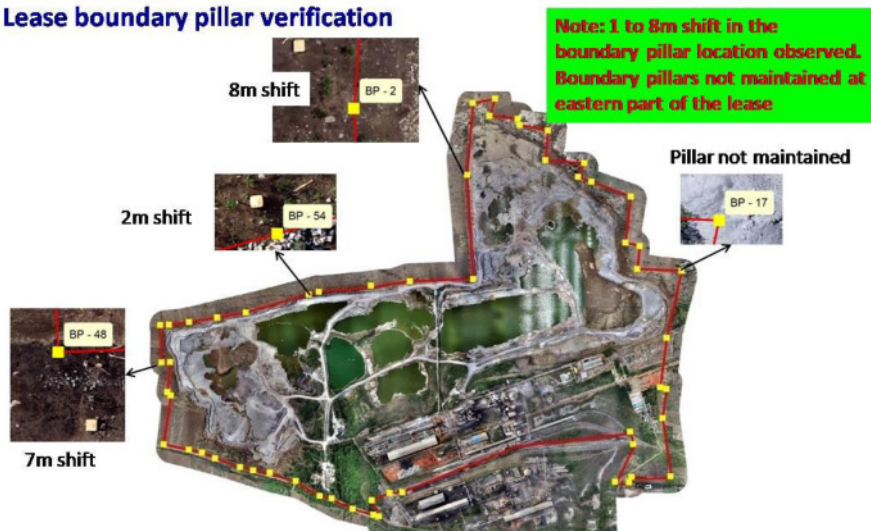 Lease boundary pillar verification
Note: 1 to 8m shift in the
boundary pillar location observed.
Boundary pillars not maintained at
eastern part of the lease
8m shift
BP - 2
Pillar not maintained
BP - 17
2m shift
BP - 54
BP - 48
7m shift